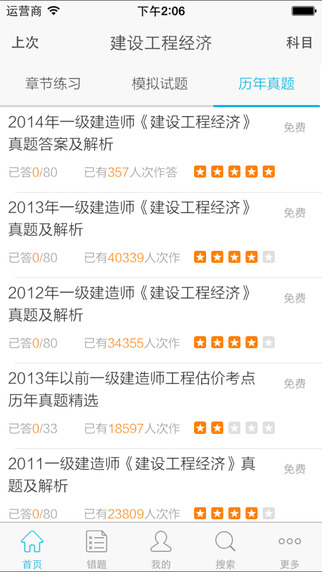 运营商 下午2:06
上次 建设工程经济 科目
章节练习 模拟试题 历年真题
2014年一级建造师《建设工程经济》 免费
真题答案及解析
已答0/80 已有357人次作答
2013年一级建造师《建设工程经济》 免费
真题及解析
已答0/80 已有40339人次作
2012年一级建造师《建设工程经济》 免费
真题及解析
已答0/80 已有34355人次作
2013年以前一级建造师工程估价考点 免费
历年真题精选
已答0/33 已有18597人次作
2011一级建造师《建设工程经济》真 免费
题及解析
已答0/80 已有23809人次作
首页 错题 我的 搜索 更多